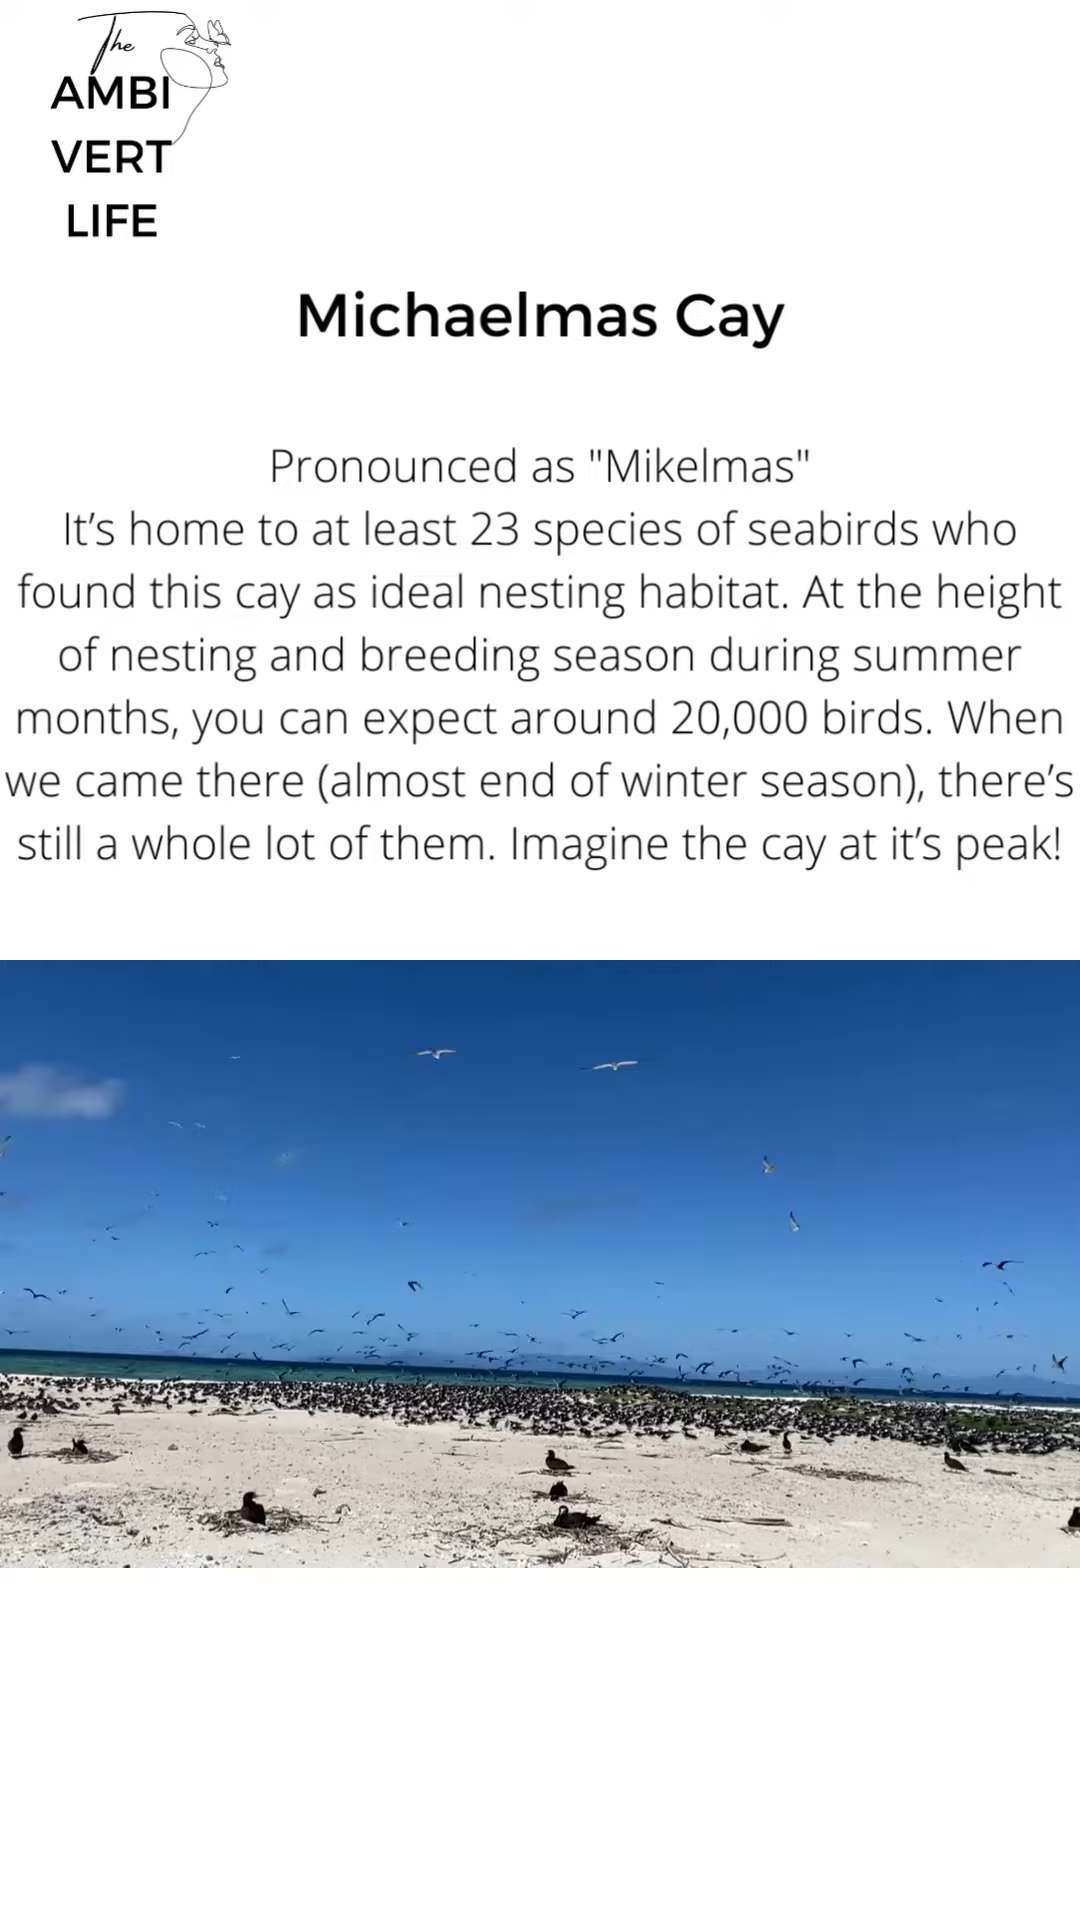 The
AMBI
VERT
LIFE
Michaelmas Cay
Pronounced as "Mikelmas"
It’s home to at least 23 species of seabirds who
found this cay as ideal nesting habitat. At the height
of nesting and breeding season during summer
months, you can expect around 20,000 birds. When
we came there (almost end of winter season), there’s
still a whole lot of them. Imagine the cay at it’s peak!